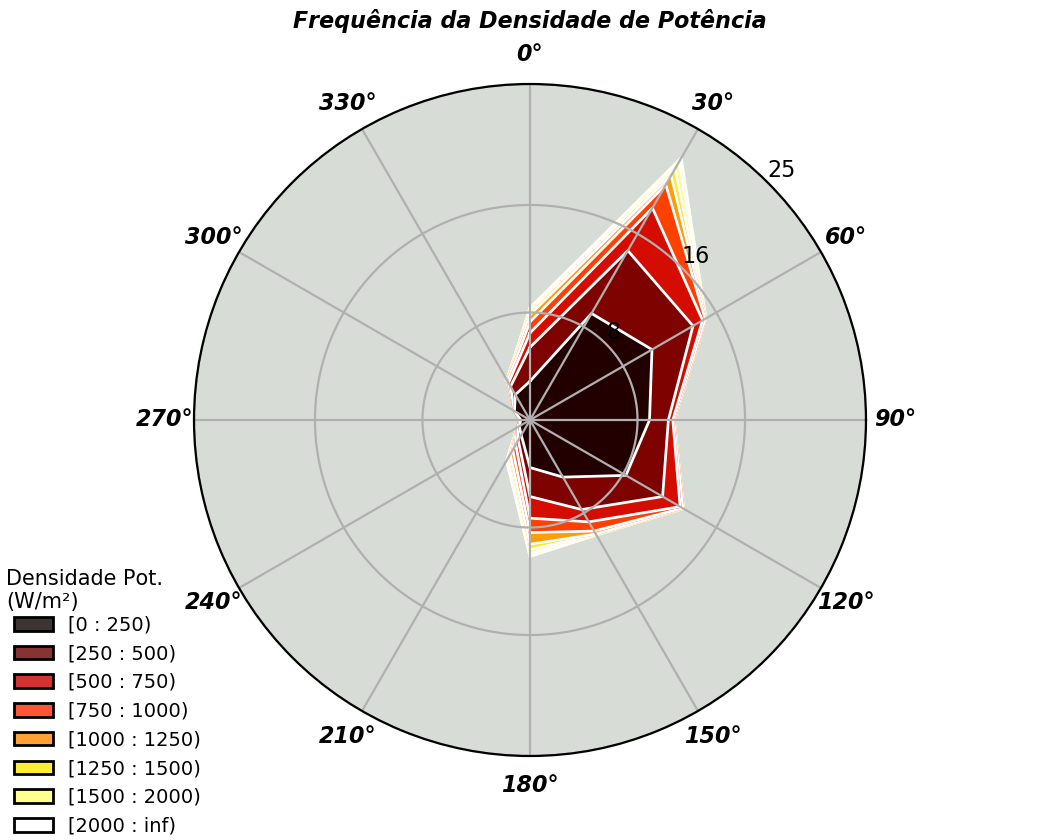 Frequência da Densidade de Potência
0°
30°
60°
90°
120°
150°
180°
210°
240°
270°
300°
330°
8
16
25
Densidade Pot.
(W/m²)
[0 : 250)
[250 : 500)
[500 : 750)
[750 : 1000)
[1000 : 1250)
[1250 : 1500)
[1500 : 2000)
[2000 : inf)